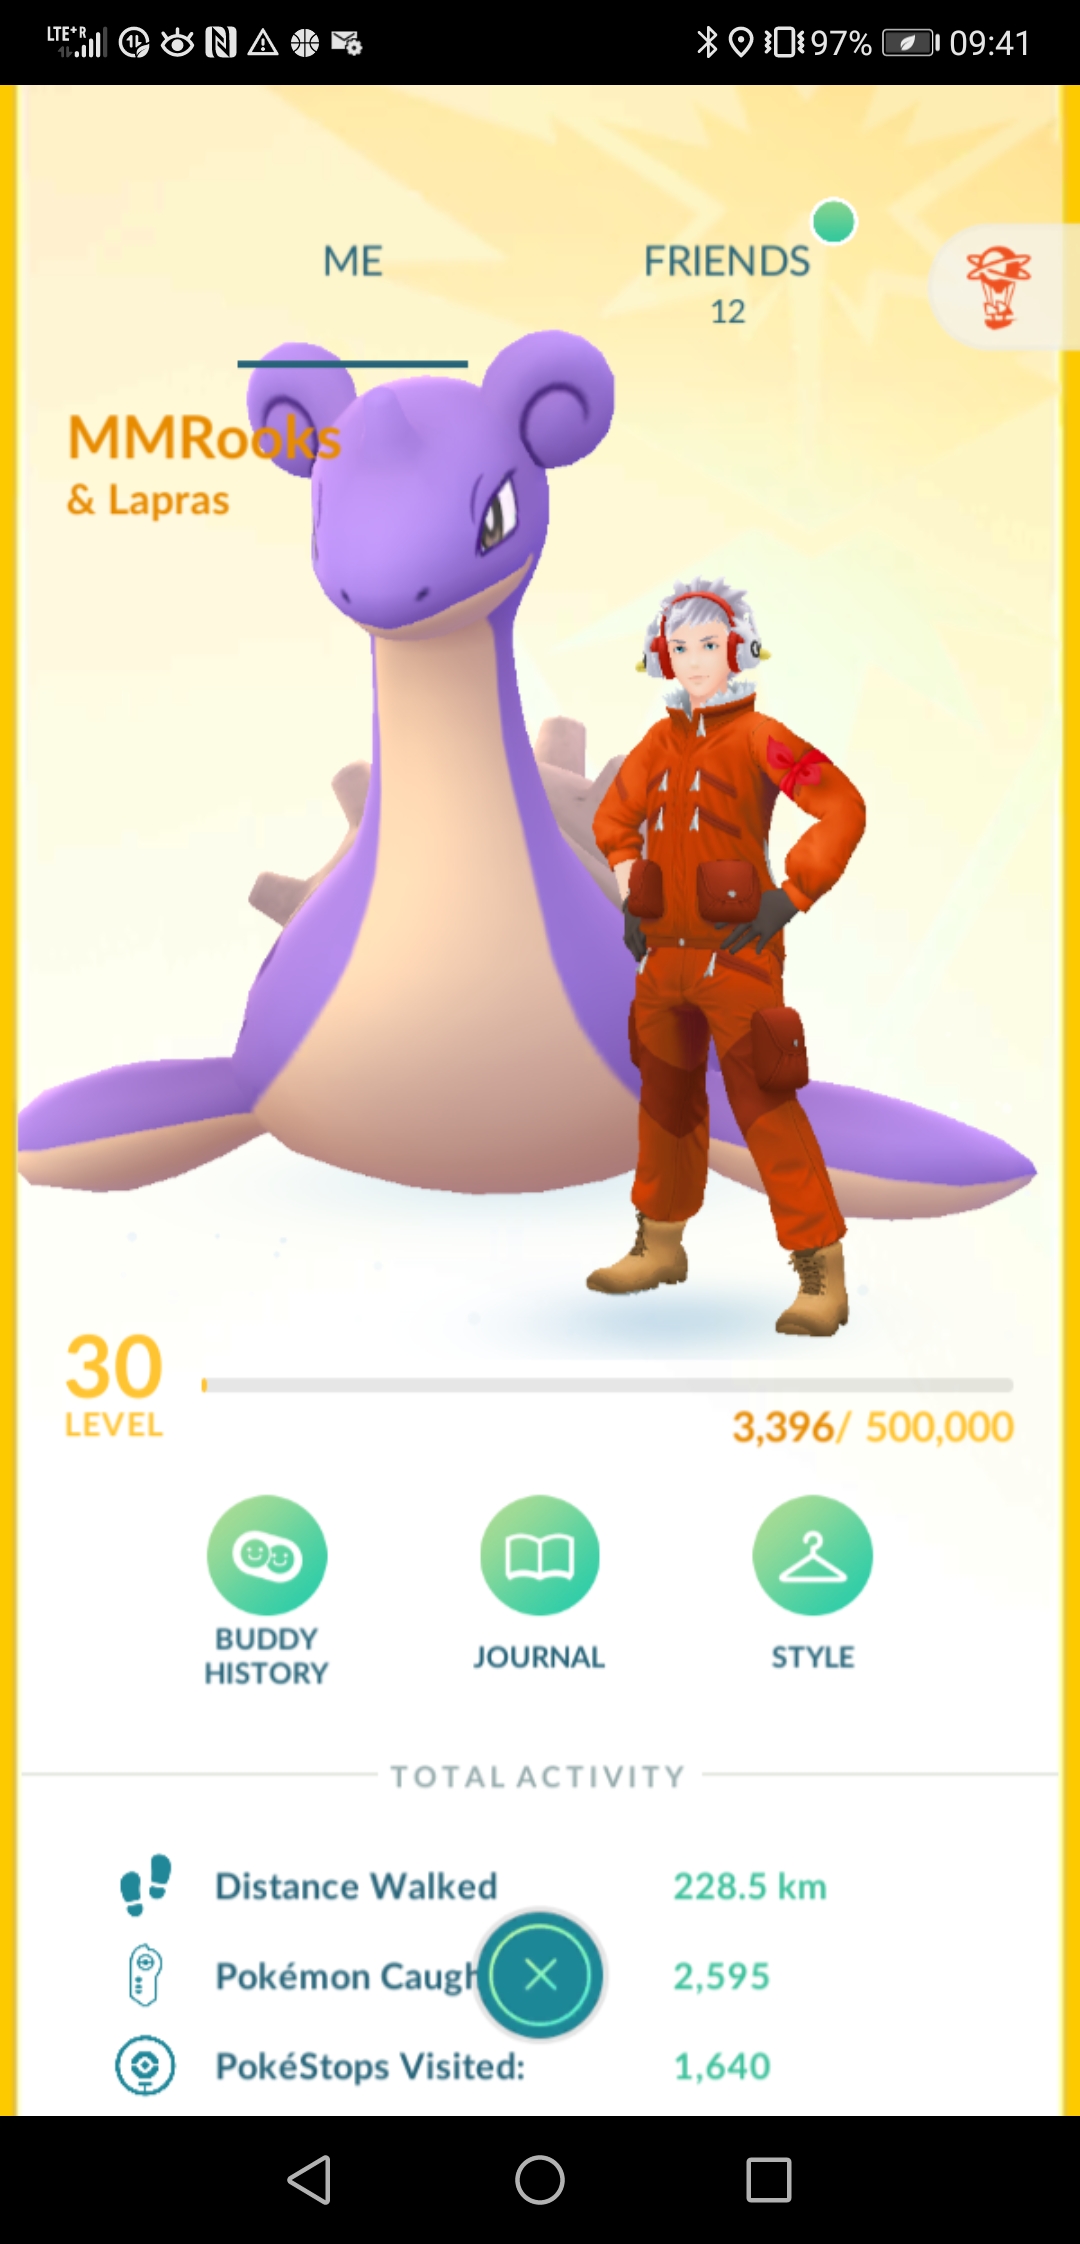 LTE+R 97% 09:41
ME FRIENDS
12
MMRooks
& Lapras
30
LEVEL
3,396/ 500,000
BUDDY HISTORY
JOURNAL
STYLE
TOTAL ACTIVITY
Distance Walked 228.5 km
Pokémon Caugh 2,595
PokéStops Visited: 1,640